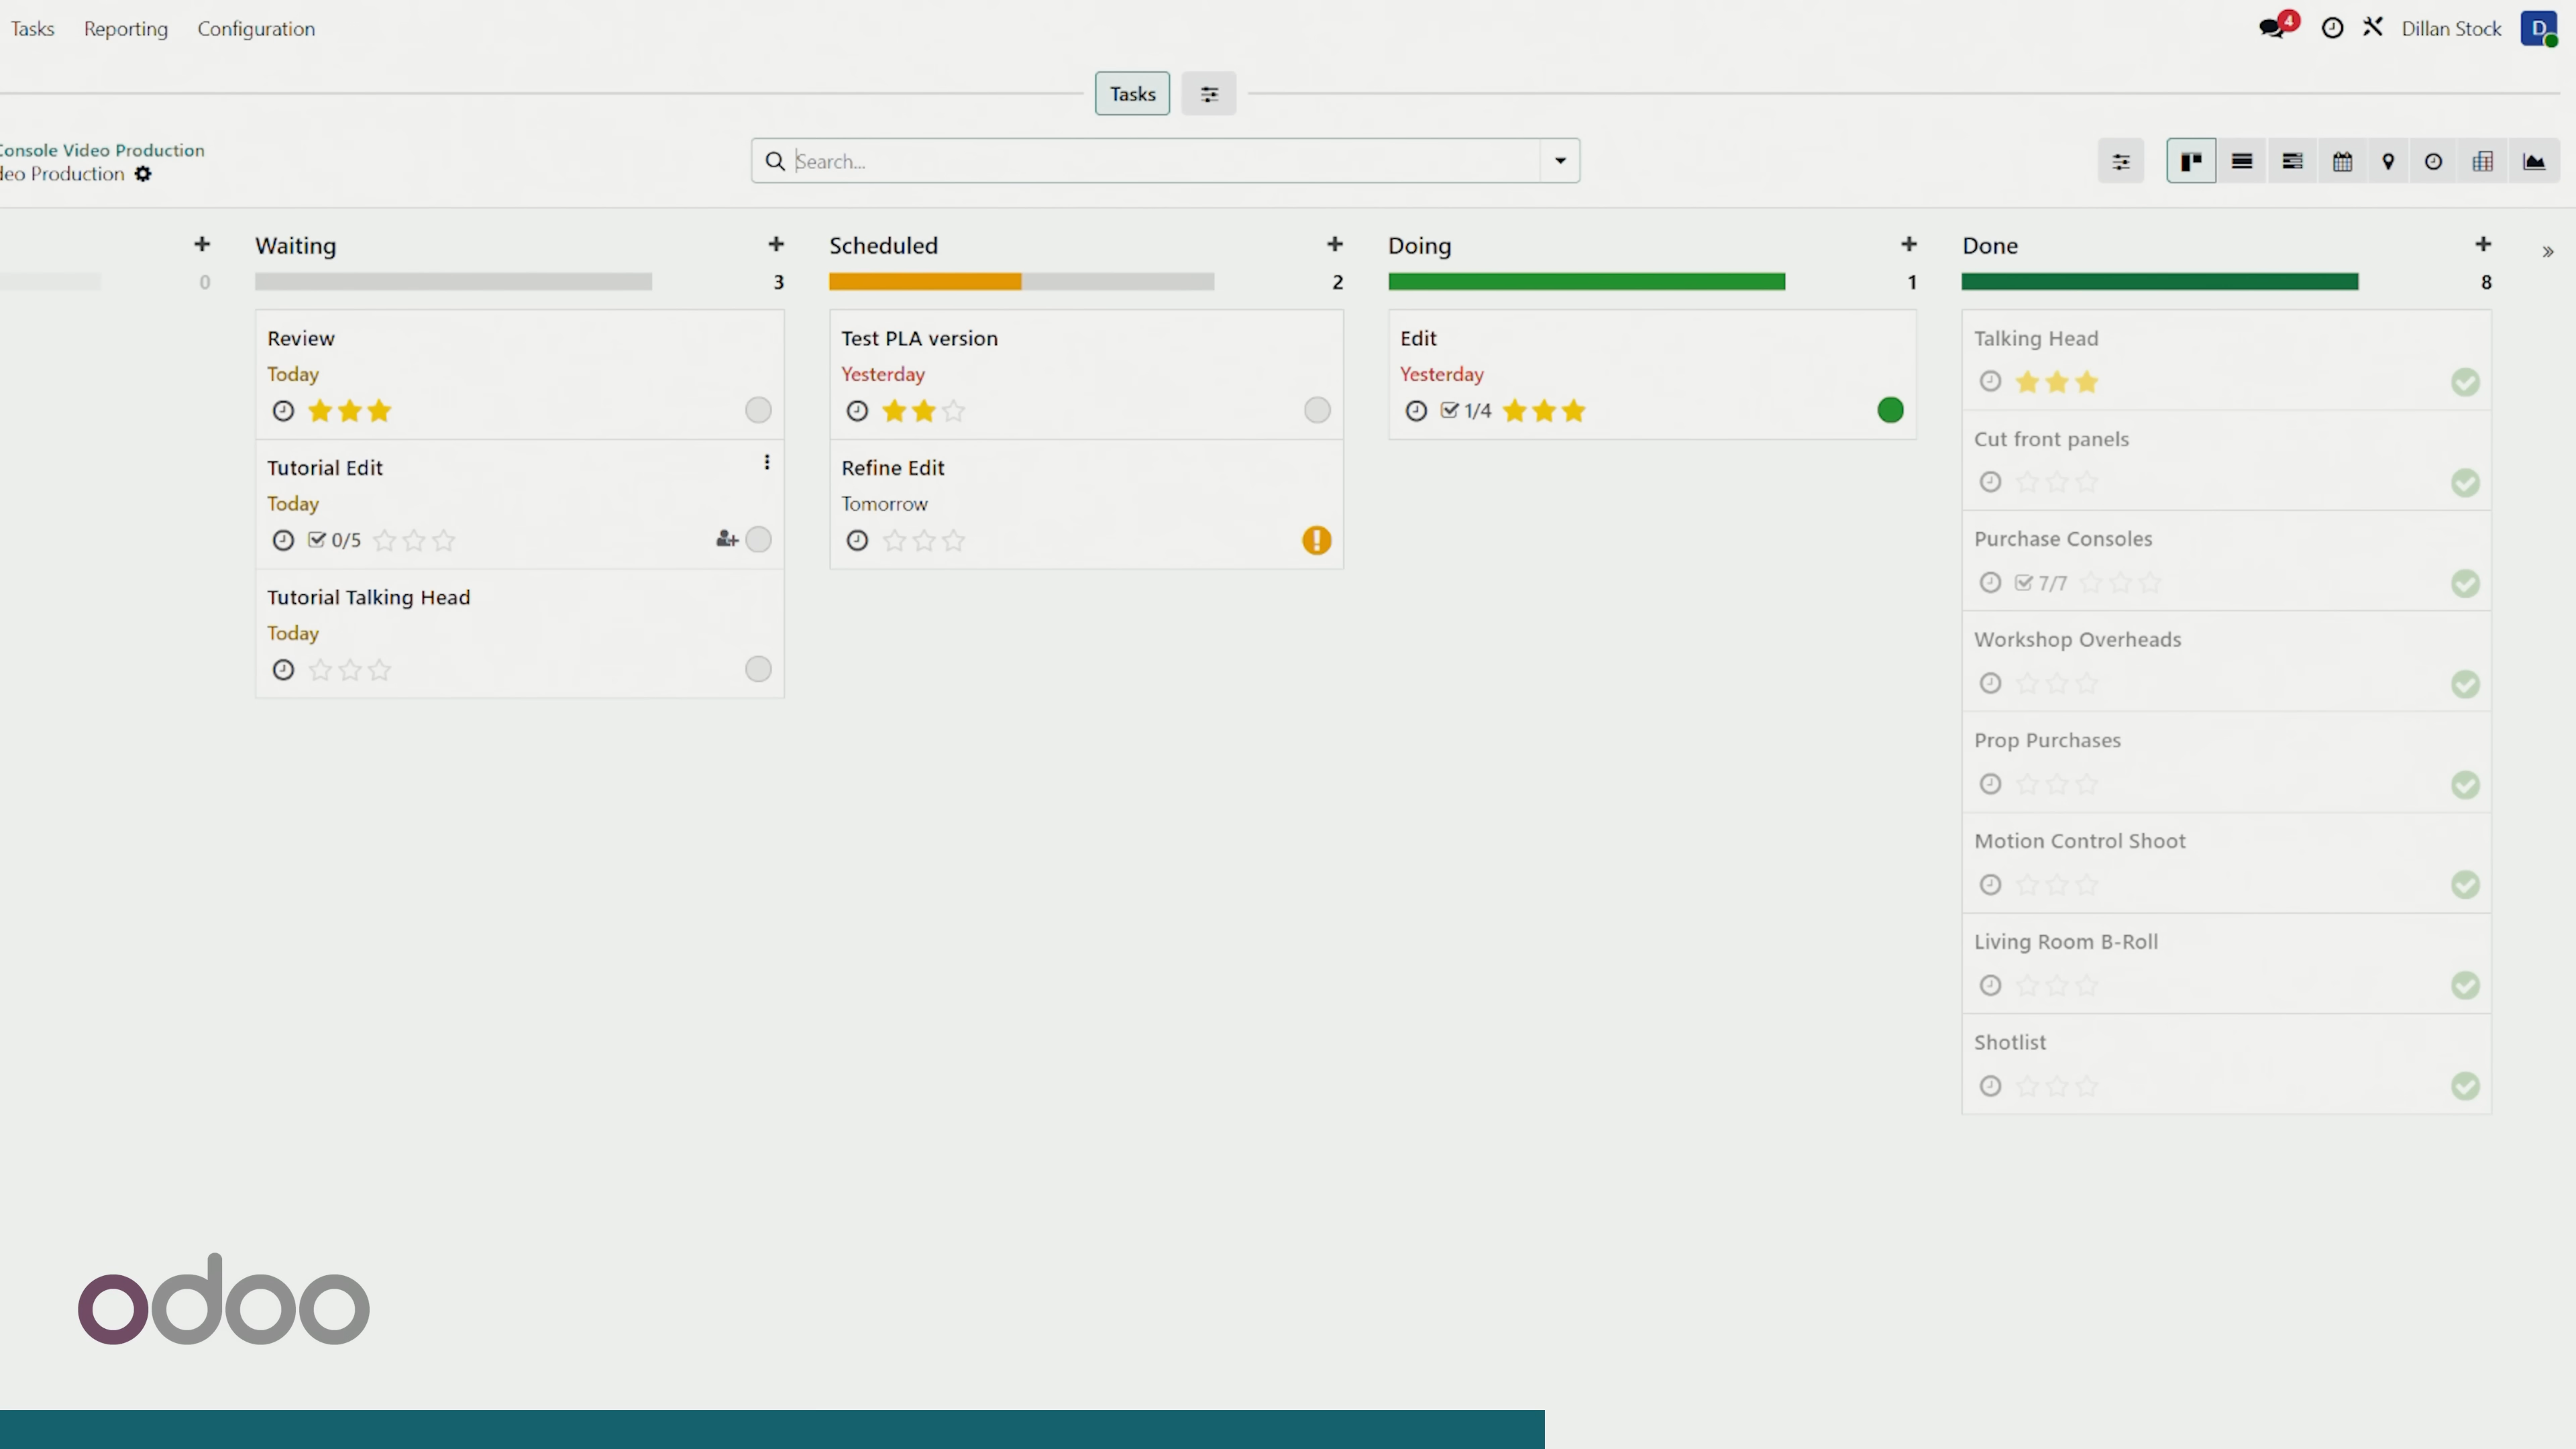 Tasks Reporting Configuration
4 Dillan Stock D
Tasks
Console Video Production
deo Production
Search...
0
Waiting
3
Review
Today
Tutorial Edit
Today
0/5
Tutorial Talking Head
Today
Scheduled
2
Test PLA version
Yesterday
Refine Edit
Tomorrow
Doing
1
Edit
Yesterday
1/4
Done
8
Talking Head
Cut front panels
Purchase Consoles
7/7
Workshop Overheads
Prop Purchases
Motion Control Shoot
Living Room B-Roll
Shotlist
odoo